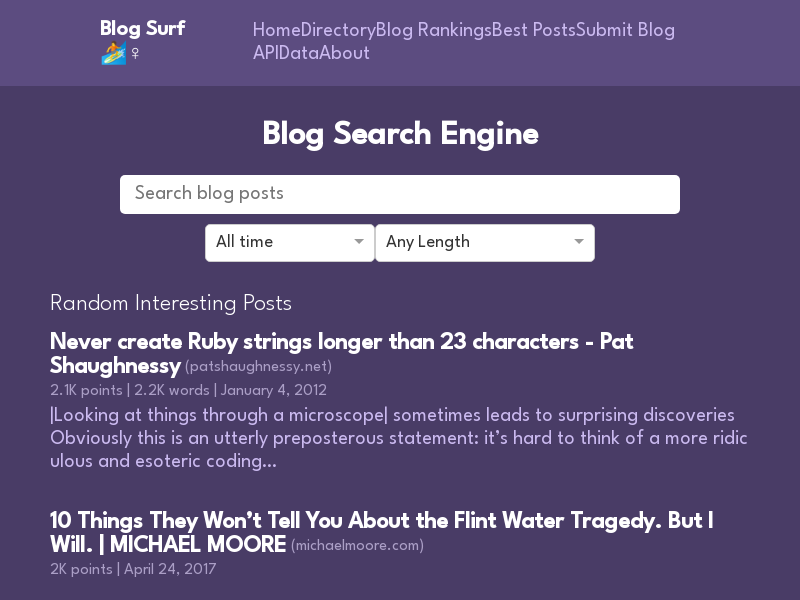 Blog Surf
🏄♀
HomeDirectoryBlog RankingsBest PostsSubmit Blog
APIDataAbout
Blog Search Engine
Search blog posts
All time
Any Length
Random Interesting Posts
Never create Ruby strings longer than 23 characters - Pat
Shaughnessy (patshaughnessy.net)
2.1K points | 2.2K words | January 4, 2012
|Looking at things through a microscope| sometimes leads to surprising discoveries
Obviously this is an utterly preposterous statement: it’s hard to think of a more ridic
ulous and esoteric coding...
10 Things They Won’t Tell You About the Flint Water Tragedy. But I
Will. | MICHAEL MOORE (michaelmoore.com)
2K points | April 24, 2017